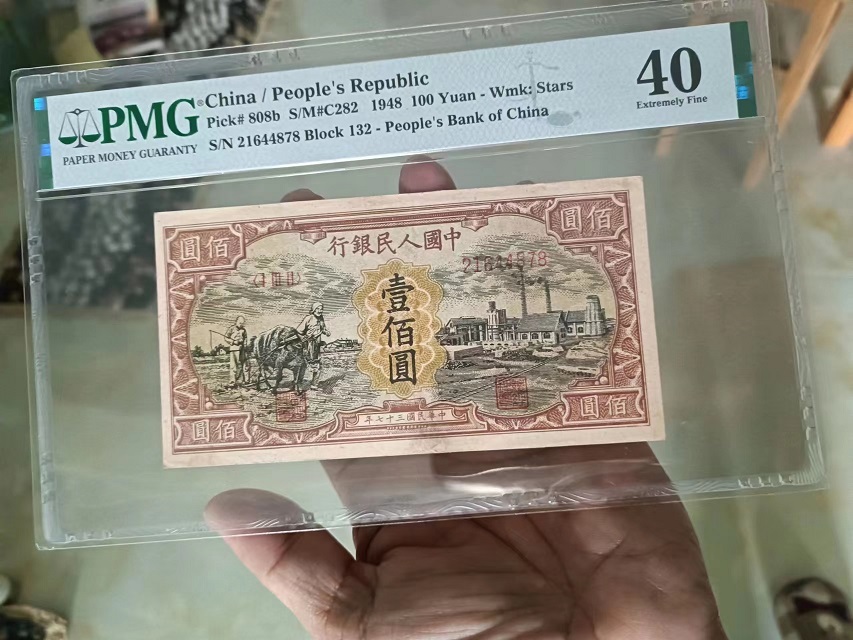 PMG® China / People's Republic 40
Pick# 808b S/M#C282 1948 100 Yuan - Wmk: Stars Extremely Fine
PAPER MONEY GUARANTY S/N 21644878 Block 132 - People's Bank of China
圓佰
圓佰
行銀民人國中
21644878
壹佰圓
圓佰
圓佰
年七十三國民華中